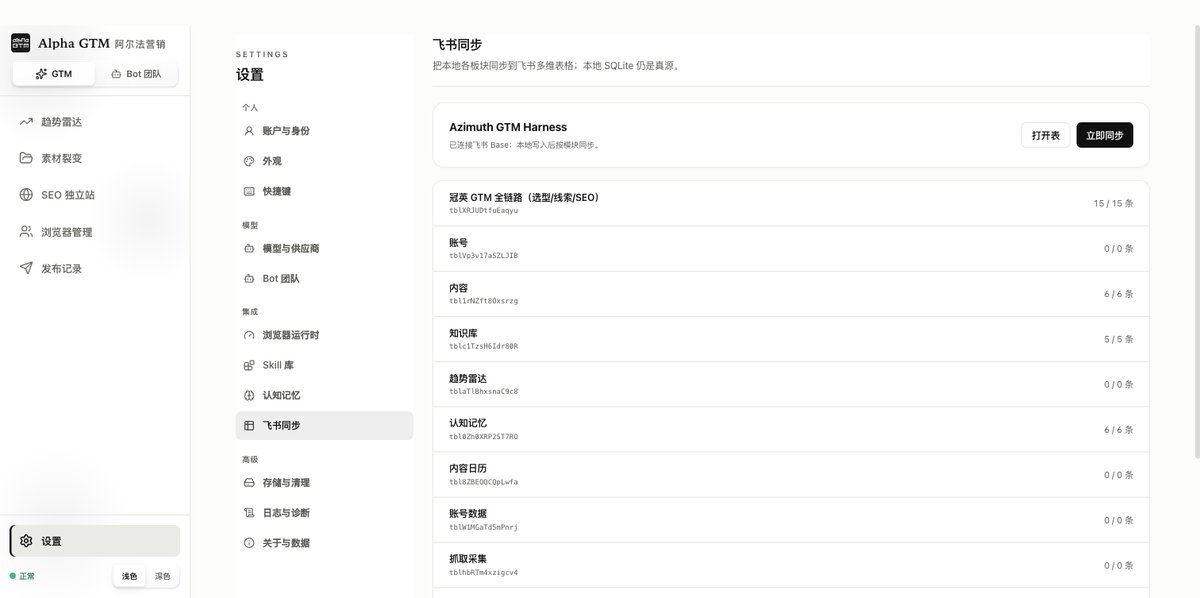 Alpha GTM 阿尔法营销
GTM
Bot 团队
趋势雷达
素材裂变
SEO 独立站
浏览器管理
发布记录
设置
正常
浅色
深色
SETTINGS
设置
个人
账户与身份
外观
快捷键
模型
模型与供应商
Bot 团队
集成
浏览器运行时
Skill 库
认知记忆
飞书同步
高级
存储与清理
日志与诊断
关于与数据
飞书同步
把本地各板块同步到飞书多维表格；本地 SQLite 仍是真源。
Azimuth GTM Harness
已连接飞书 Base；本地写入后按模块同步。
打开表
立即同步
冠英 GTM 全链路（选型/线索/SEO）
tblXRJUDtfuEaqyu
15 / 15 条
账号
tblVp3v17aSZLJIB
0 / 0 条
内容
tbl1rNZft8Oxsrzg
6 / 6 条
知识库
tblc1TzsH6Idr80R
5 / 5 条
趋势雷达
tblaTlBhxsnaC9c8
0 / 0 条
认知记忆
tbl0Zh0XRP25T7RO
6 / 6 条
内容日历
tbl8ZBEOQCQpLwfa
0 / 0 条
账号数据
tblW1MGaTd5mPnrj
0 / 0 条
抓取采集
tblhbRTm4xzigcv4
0 / 0 条